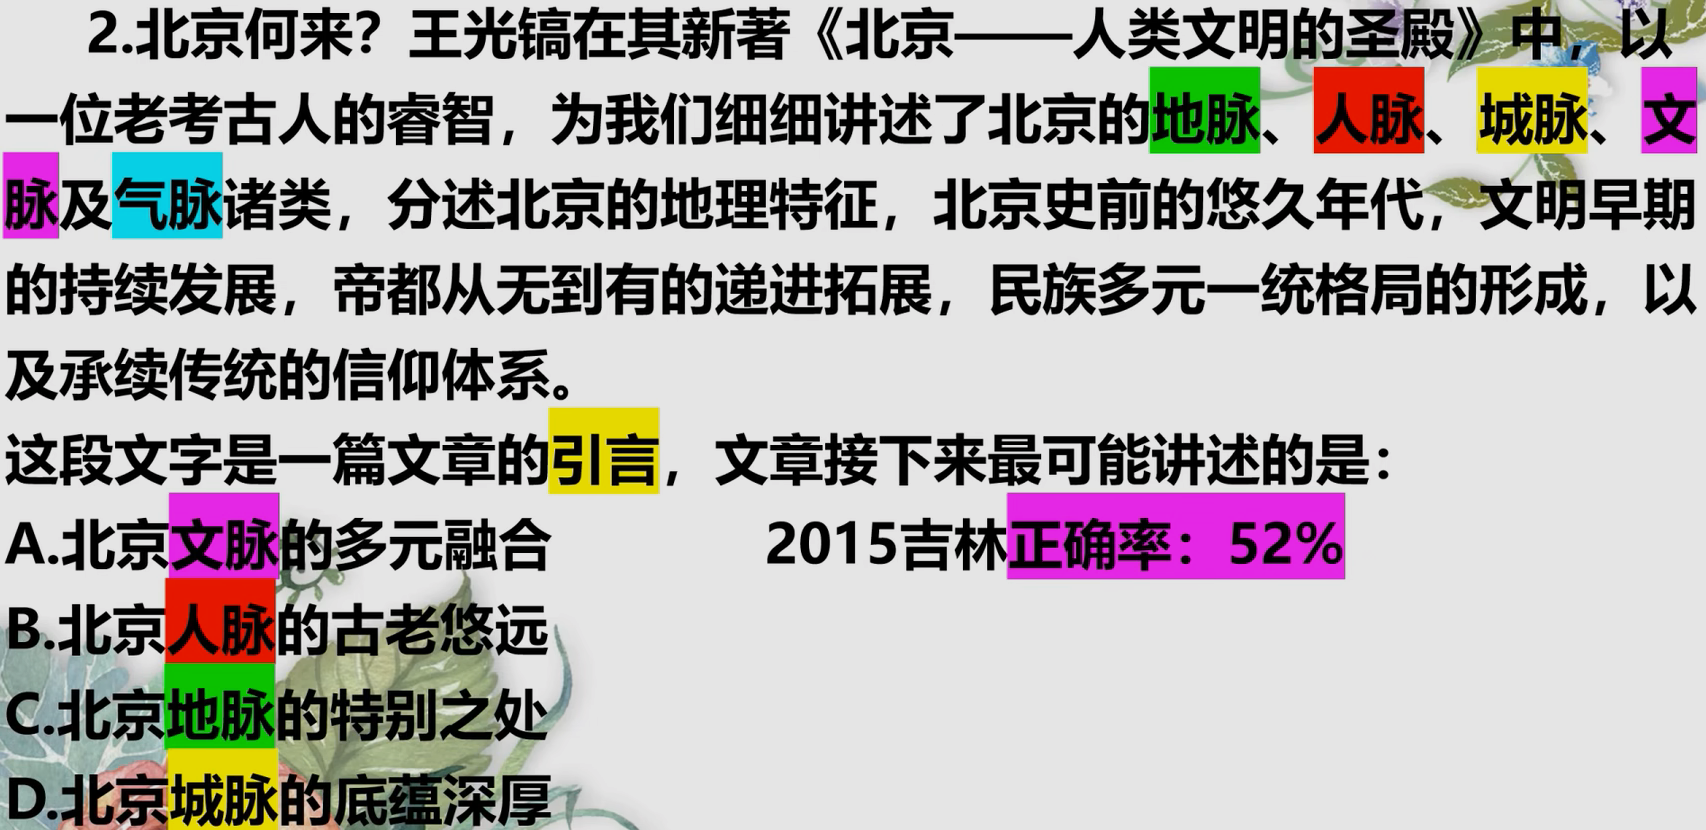 2.北京何来？王光镐在其新著《北京——人类文明的圣殿》中，以
一位老考古人的睿智，为我们细细讲述了北京的地脉、人脉、城脉、文
脉及气脉诸类，分述北京的地理特征，北京史前的悠久年代，文明早期
的持续发展，帝都从无到有的递进拓展，民族多元一统格局的形成，以
及承续传统的信仰体系。
这段文字是一篇文章的引言，文章接下来最可能讲述的是：
A.北京文脉的多元融合 2015吉林正确率：52%
B.北京人脉的古老悠远
C.北京地脉的特别之处
D.北京城脉的底蕴深厚